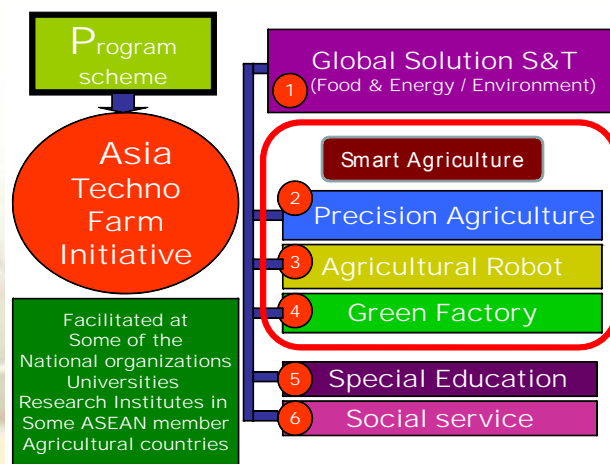 Program
scheme
Asia
Techno
Farm
Initiative
Facilitated at
Some of the
National organizations
Universities
Research Institutes in
Some ASEAN member
Agricultural countries
1
Global Solution S&T
(Food & Energy / Environment)
Smart Agriculture
2
Precision Agriculture
3
Agricultural Robot
4
Green Factory
5
Special Education
6
Social service